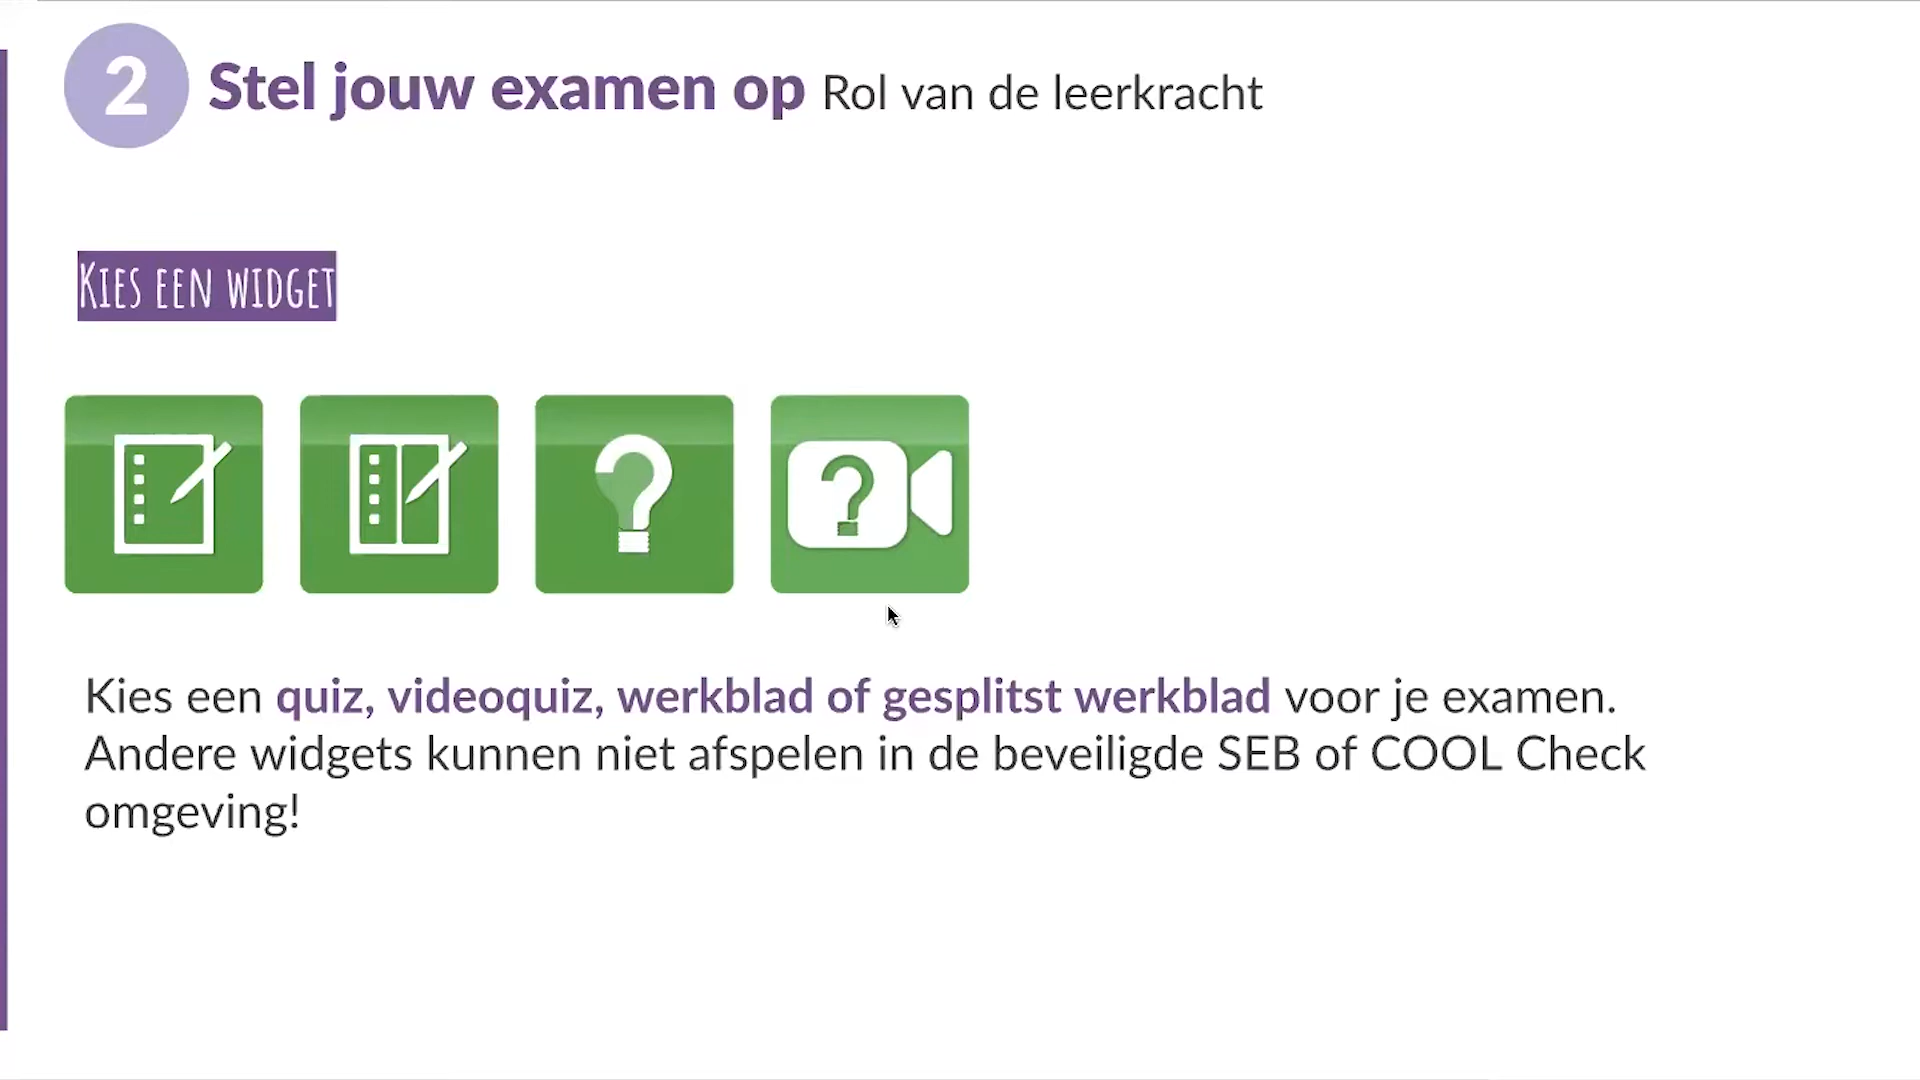 2 Stel jouw examen op Rol van de leerkracht
Kies een widget
Kies een quiz, videoquiz, werkblad of gesplitst werkblad voor je examen.
Andere widgets kunnen niet afspelen in de beveiligde SEB of COOL Check
omgeving!